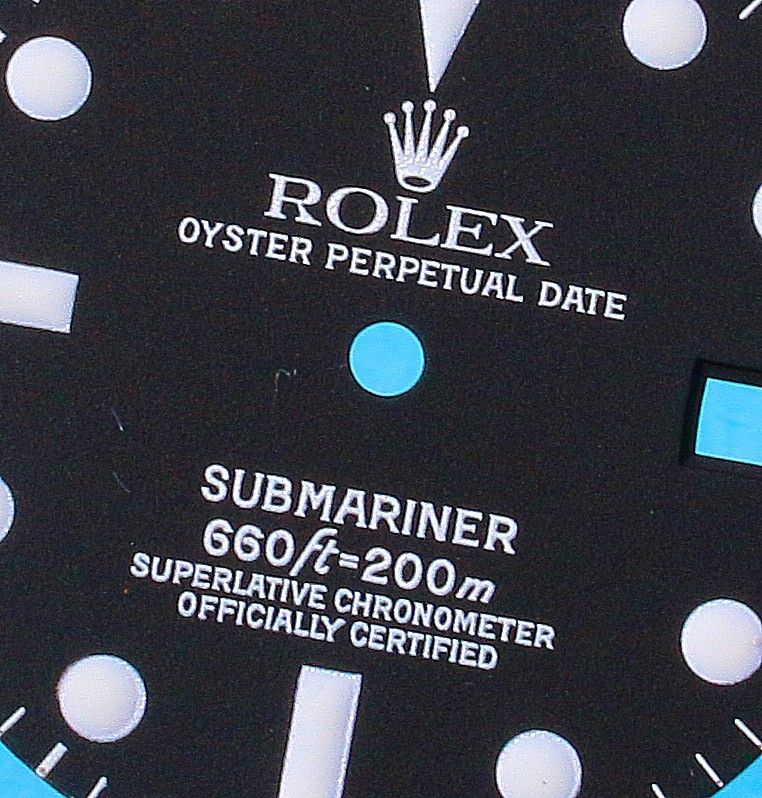 ROLEX
OYSTER PERPETUAL DATE
SUBMARINER
660ft=200m
SUPERLATIVE CHRONOMETER
OFFICIALLY CERTIFIED